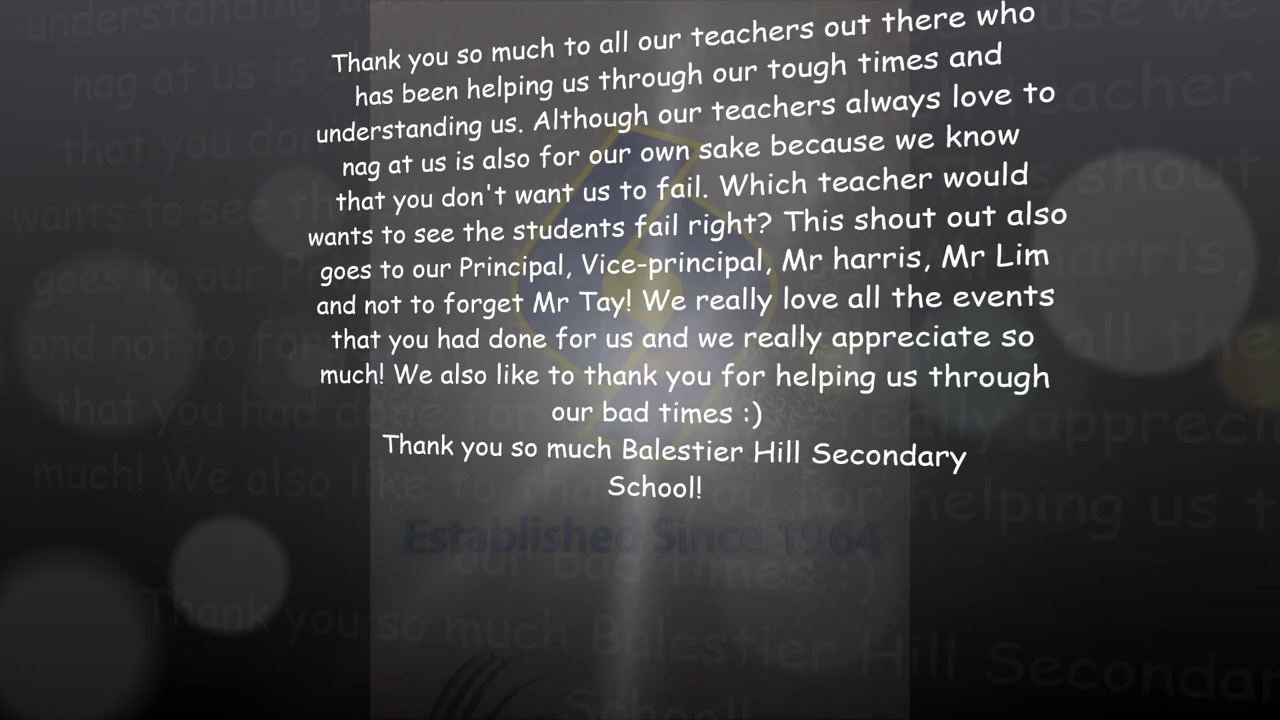 Thank you so much to all our teachers out there who
has been helping us through our tough times and
understanding us. Although our teachers always love to
nag at us is also for our own sake because we know
that you don't want us to fail. Which teacher would
wants to see the students fail right? This shout out also
goes to our Principal, Vice-principal, Mr harris, Mr Lim
and not to forget Mr Tay! We really love all the events
that you had done for us and we really appreciate so
much! We also like to thank you for helping us through
our bad times :)
Thank you so much Balestier Hill Secondary
School!
Established Since 1964